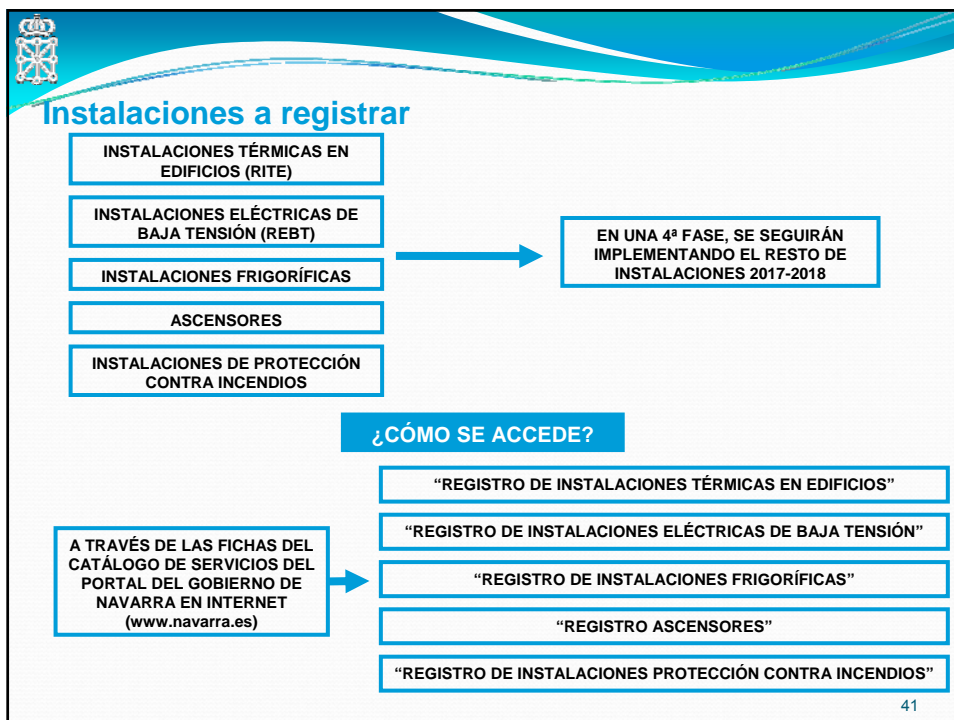 Instalaciones a registrar
INSTALACIONES TÉRMICAS EN
EDIFICIOS (RITE)
INSTALACIONES ELÉCTRICAS DE
BAJA TENSIÓN (REBT)
INSTALACIONES FRIGORÍFICAS
ASCENSORES
INSTALACIONES DE PROTECCIÓN
CONTRA INCENDIOS
EN UNA 4ª FASE, SE SEGUIRÁN
IMPLEMENTANDO EL RESTO DE
INSTALACIONES 2017-2018
¿CÓMO SE ACCEDE?
A TRAVÉS DE LAS FICHAS DEL
CATÁLOGO DE SERVICIOS DEL
PORTAL DEL GOBIERNO DE
NAVARRA EN INTERNET
(www.navarra.es)
“REGISTRO DE INSTALACIONES TÉRMICAS EN EDIFICIOS”
“REGISTRO DE INSTALACIONES ELÉCTRICAS DE BAJA TENSIÓN”
“REGISTRO DE INSTALACIONES FRIGORÍFICAS”
“REGISTRO ASCENSORES”
“REGISTRO DE INSTALACIONES PROTECCIÓN CONTRA INCENDIOS”
41